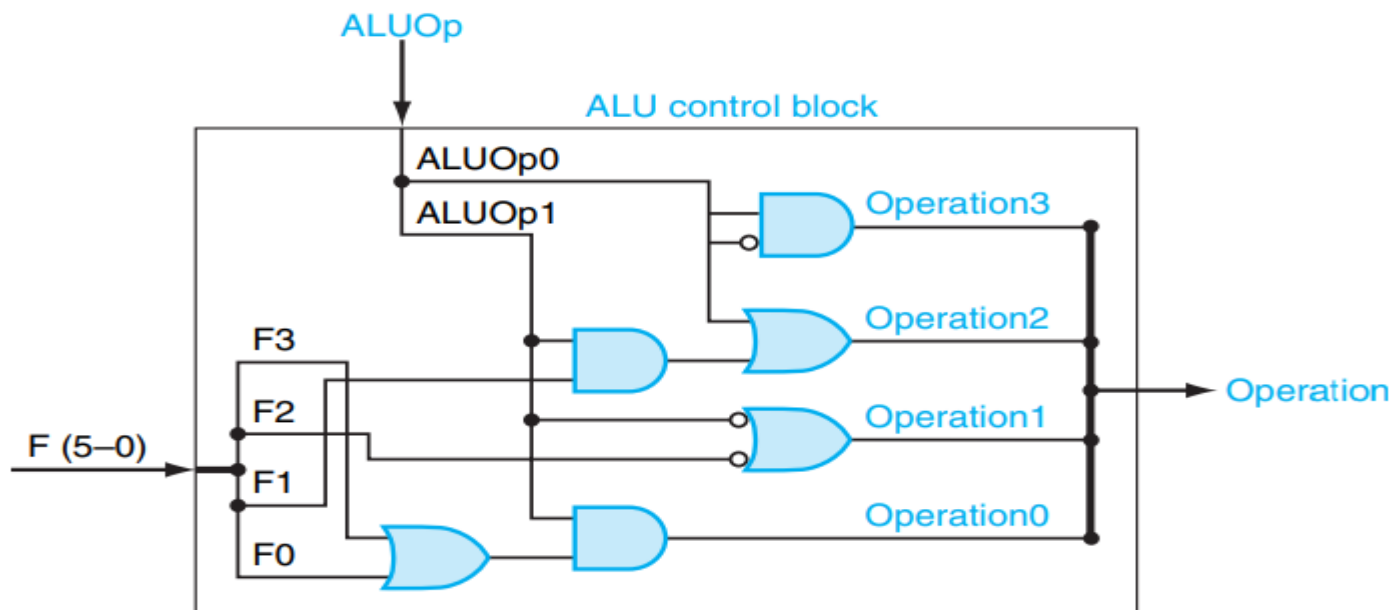 ALUOp
ALU control block
ALUOp0
ALUOp1
Operation3
Operation2
F3
F2
Operation1
Operation
F (5–0)
F1
Operation0
F0